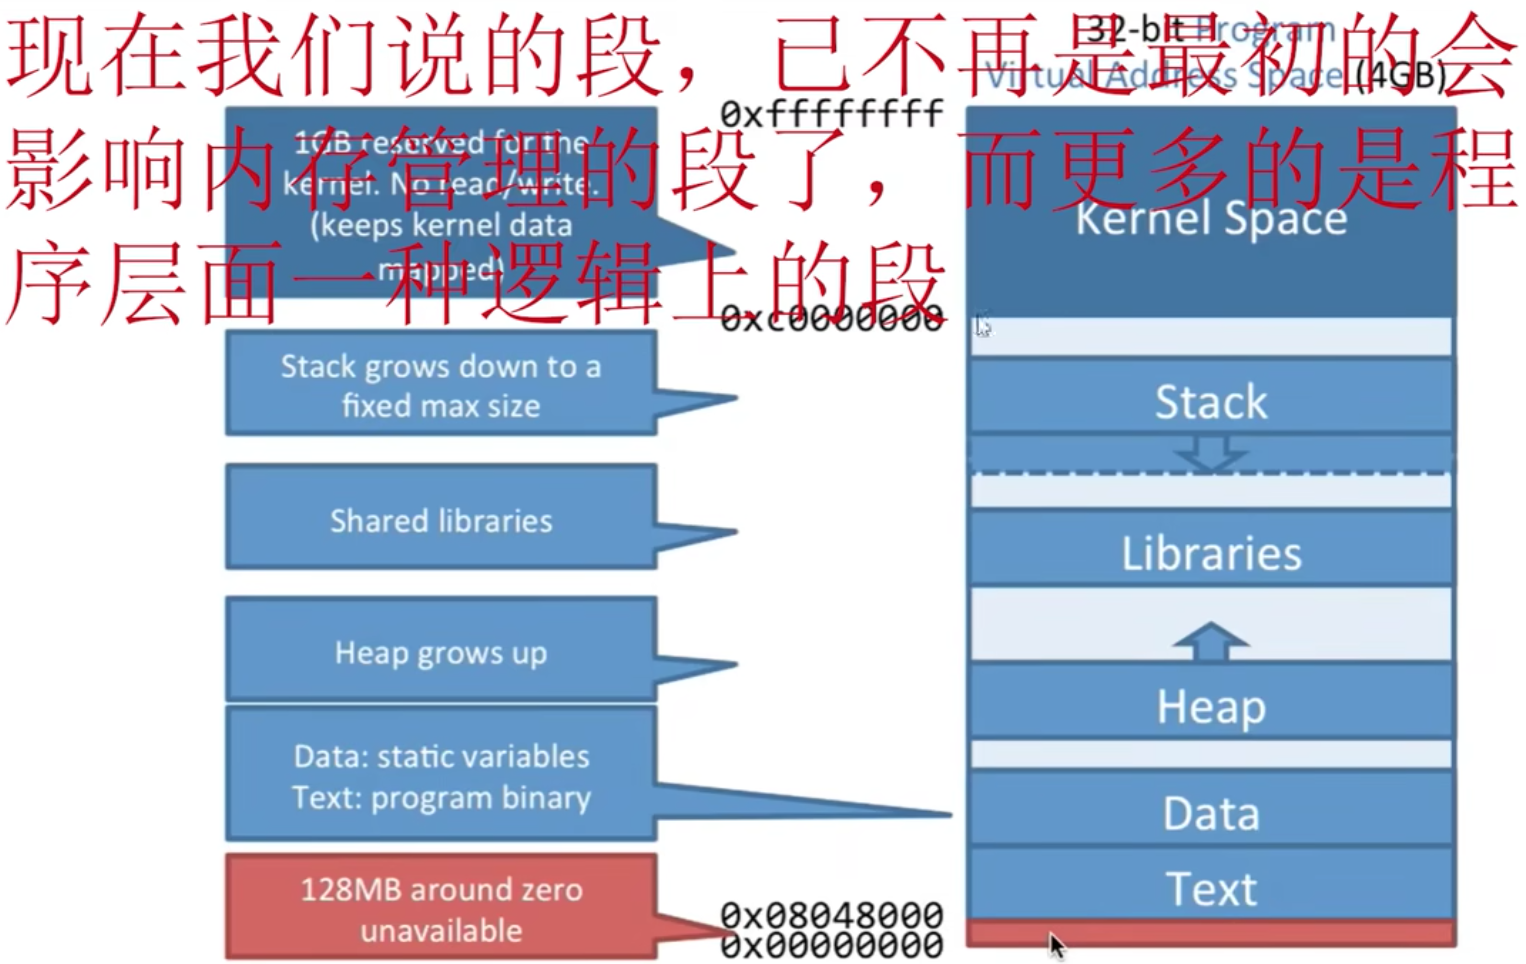 现在我们说的段，已不再是最初的会
影响内存管理的段了，而更多的是程
序层面一种逻辑上的段
32-bit Program
Virtual Address Space (4GB)
0xffffffff
1GB reserved for the
kernel. No read/write.
(keeps kernel data
mapped)
Kernel Space
0xc0000000
Stack grows down to a
fixed max size
Stack
Shared libraries
Libraries
Heap grows up
Heap
Data: static variables
Text: program binary
Data
Text
128MB around zero
unavailable
0x08048000
0x00000000